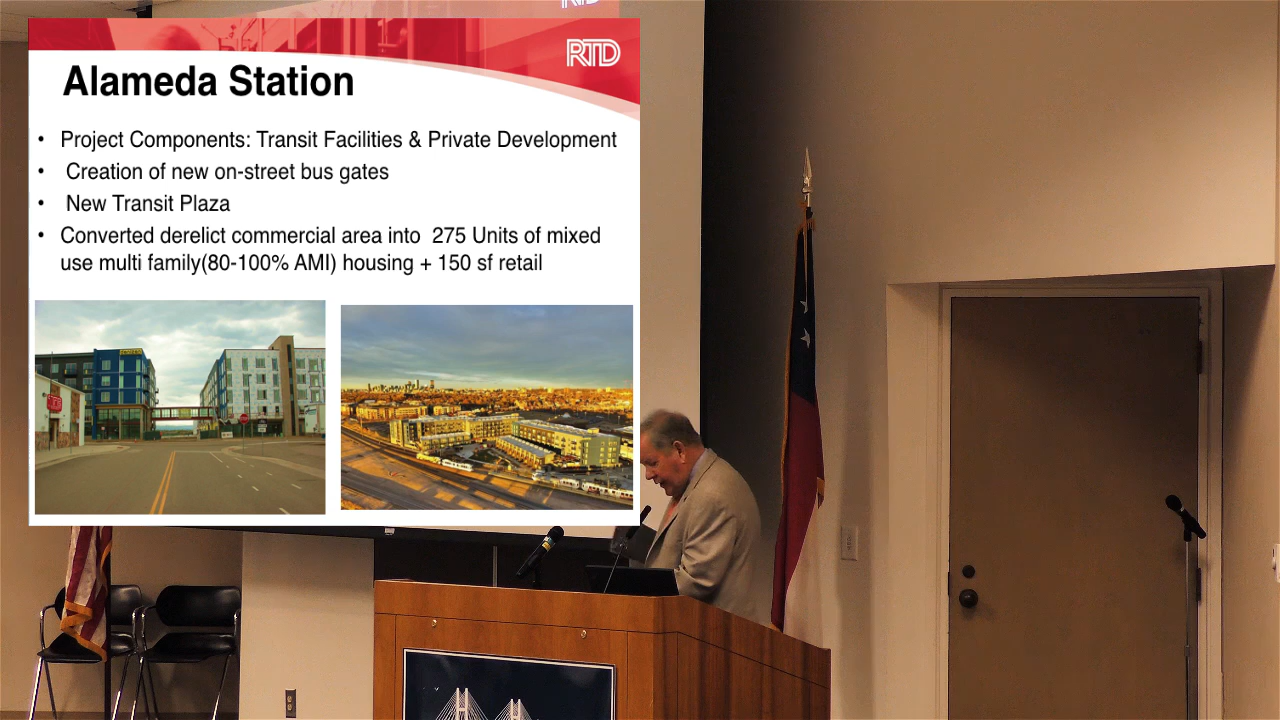 RTD
Alameda Station
• Project Components: Transit Facilities & Private Development
• Creation of new on-street bus gates
• New Transit Plaza
• Converted derelict commercial area into 275 Units of mixed
use multi family(80-100% AMI) housing + 150 sf retail